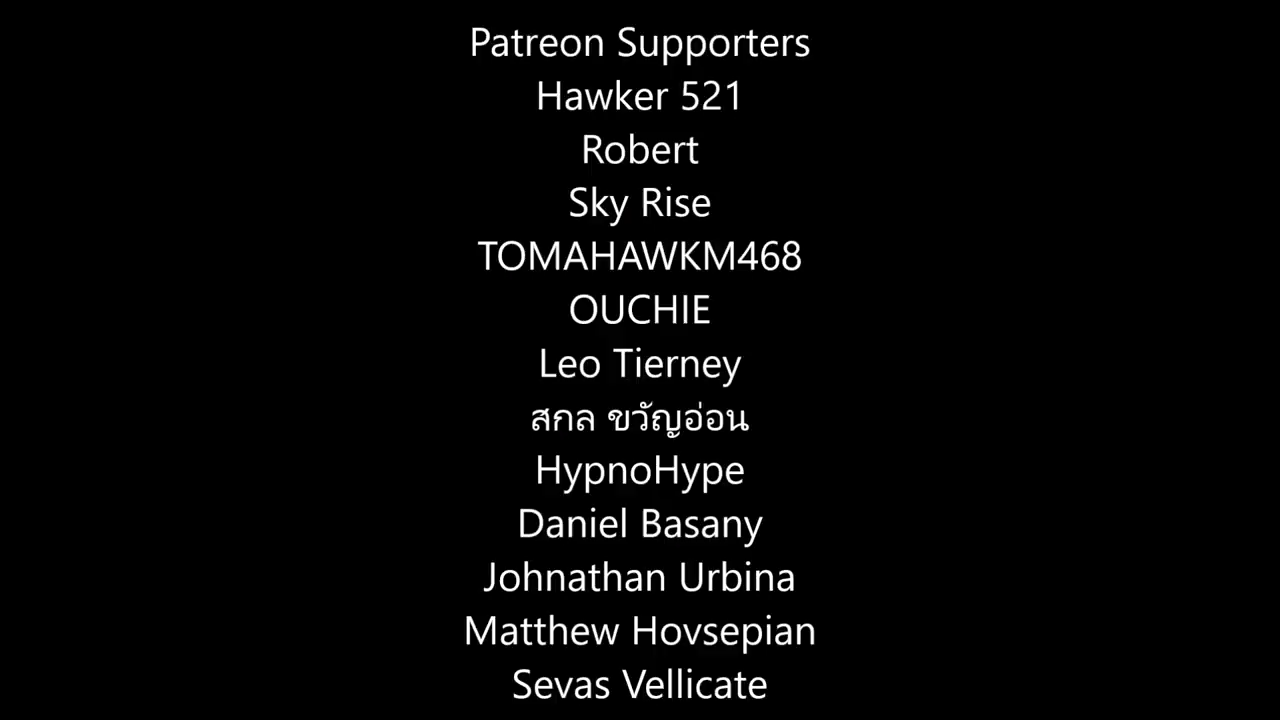 Patreon Supporters
Hawker 521
Robert
Sky Rise
TOMAHAWKM468
OUCHIE
Leo Tierney
สกล ขวัญอ่อน
HypnoHype
Daniel Basany
Johnathan Urbina
Matthew Hovsepian
Sevas Vellicate